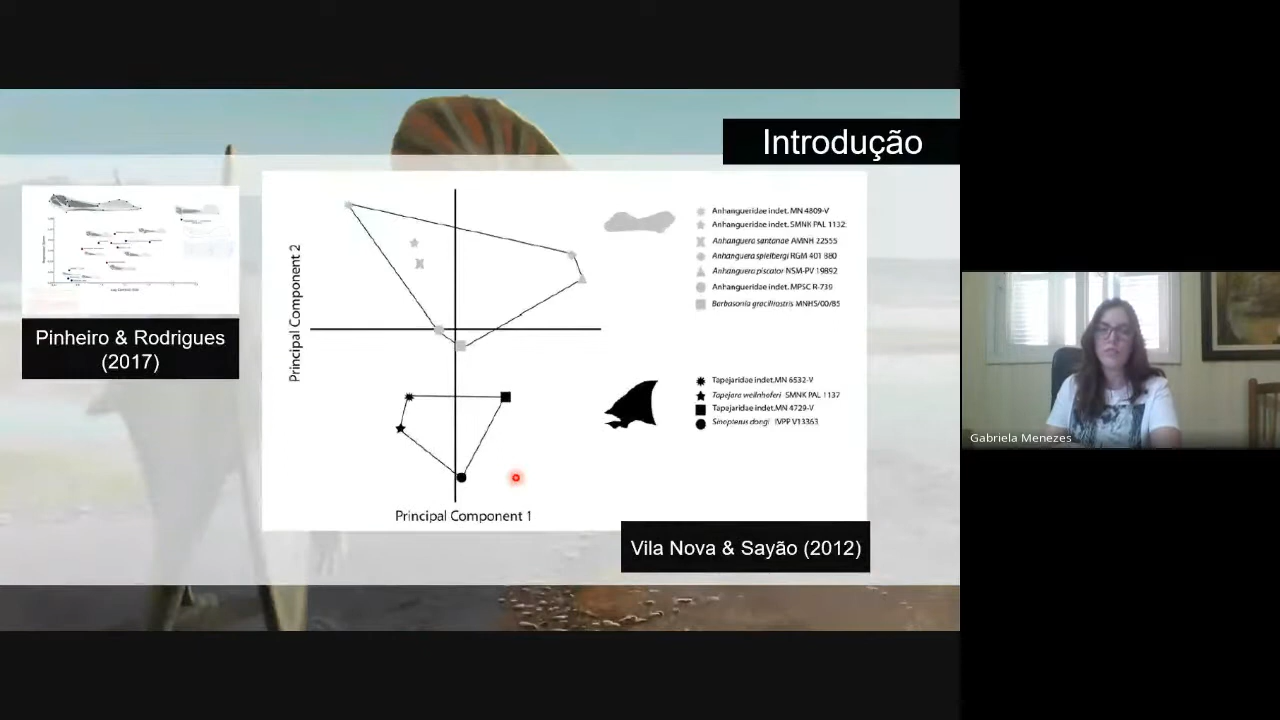 Introdução
Pinheiro & Rodrigues
(2017)
Principal Component 2
Principal Component 1
Anhangueridae indet. MN 4809-V
Anhangueridae indet. SMNK PAL 1132
Anhanguera santanae AMNH 22555
Anhanguera spielbergi RGM 401 880
Anhanguera piscator NSM-PV 19892
Anhangueridae indet. MPSC R-739
Barbosania gracilirostris MNHS/00/85
Tapejaridae indet.MN 6532-V
Tapejara wellnhoferi SMNK PAL 1137
Tapejaridae indet.MN 4729-V
Sinopterus dongi IVPP V13363
Vila Nova & Sayão (2012)
Gabriela Menezes